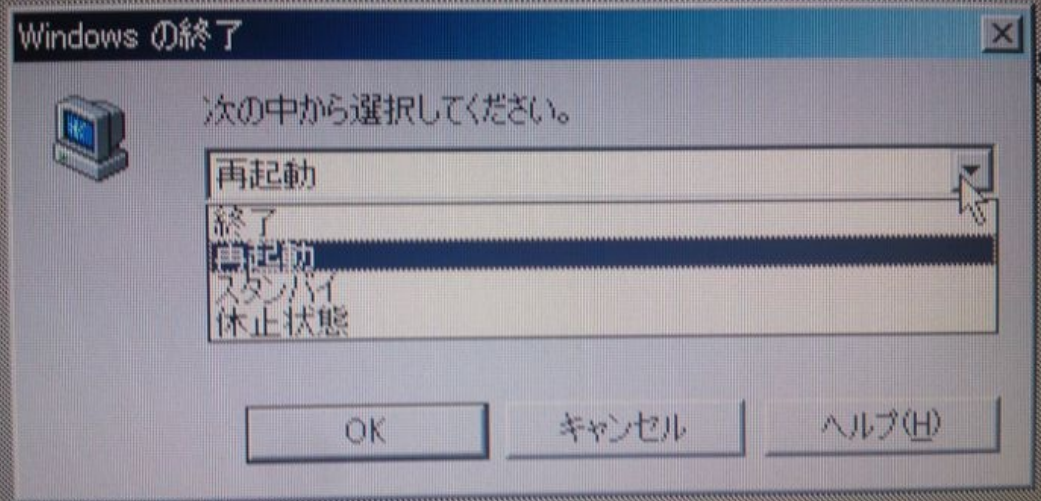 Windows の終了
次の中から選択してください。
再起動
終了
再起動
スタンバイ
休止状態
OK
キャンセル
ヘルプ(H)